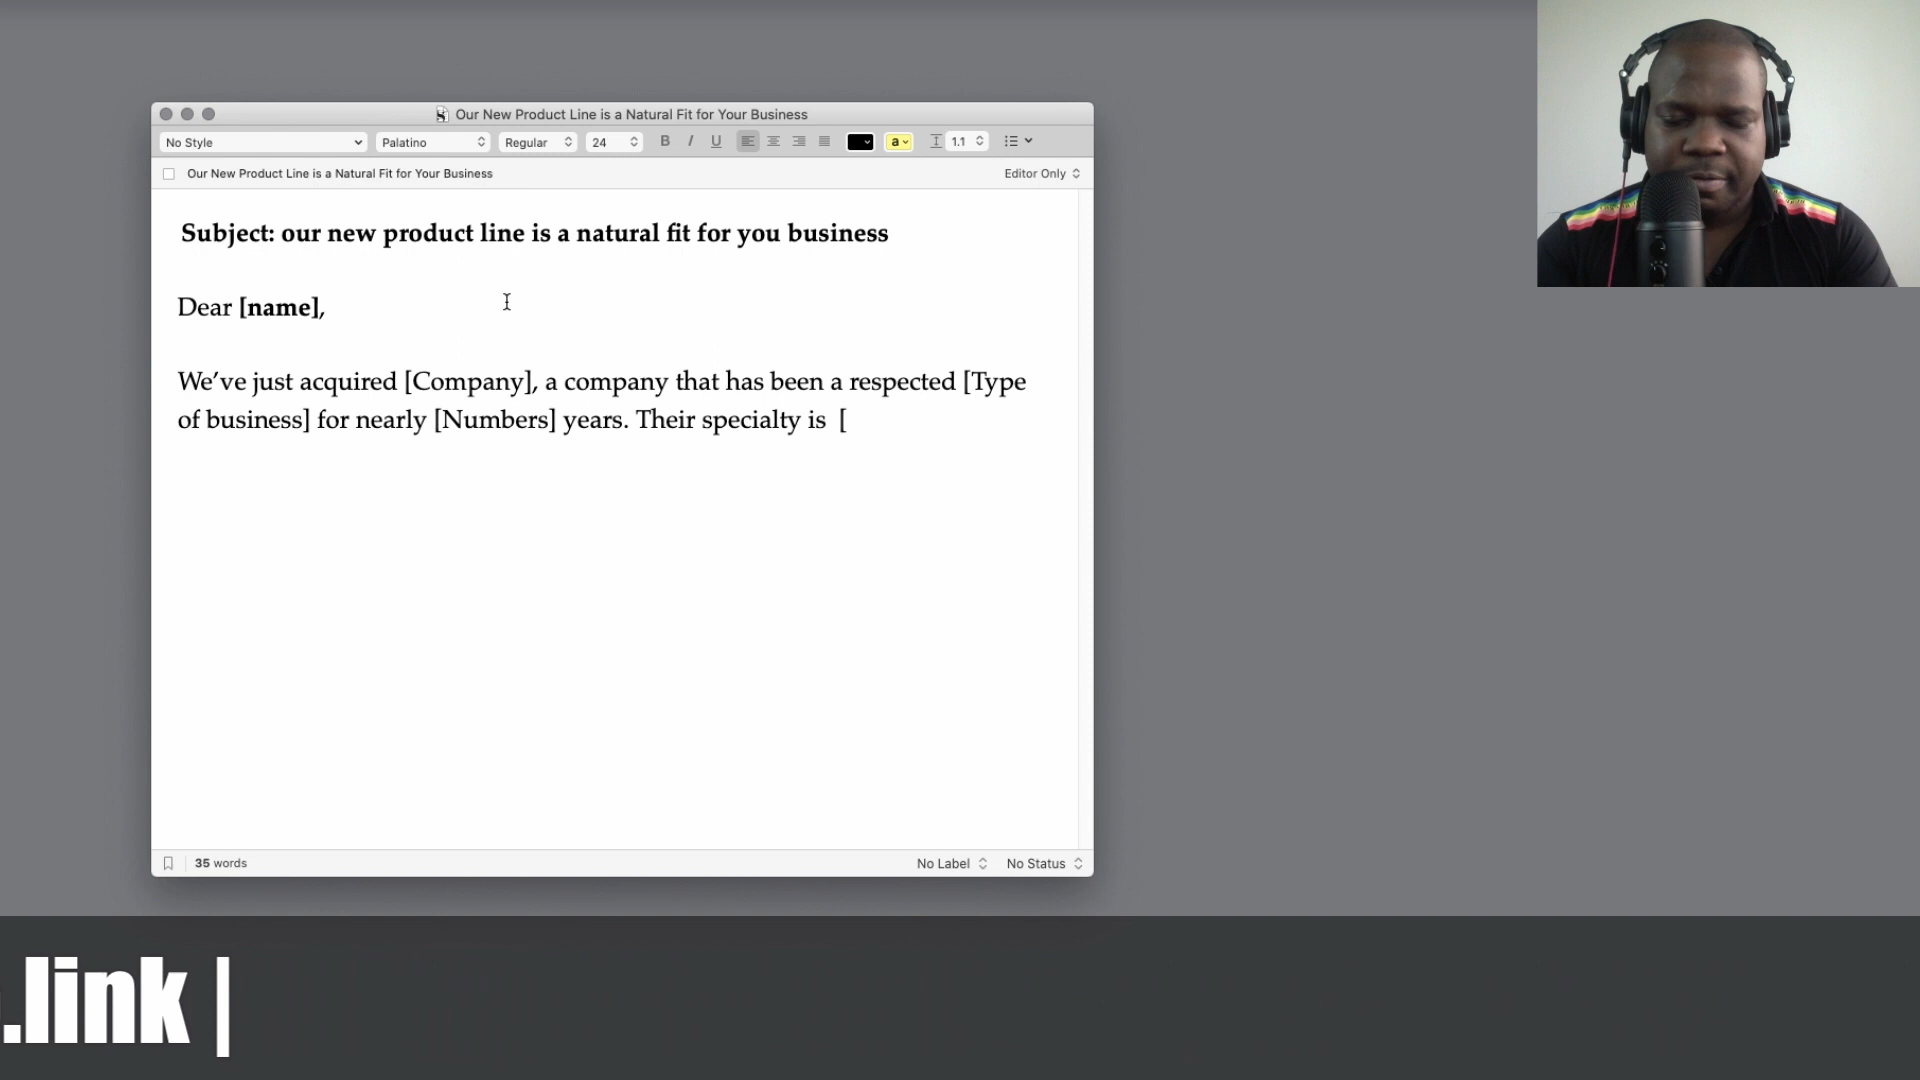 Our New Product Line is a Natural Fit for Your Business
No Style Palatino Regular 24 B I U a 1.1
Our New Product Line is a Natural Fit for Your Business Editor Only
Subject: our new product line is a natural fit for you business
Dear [name],
We’ve just acquired [Company], a company that has been a respected [Type
of business] for nearly [Numbers] years. Their specialty is  [
35 words No Label No Status
.link |